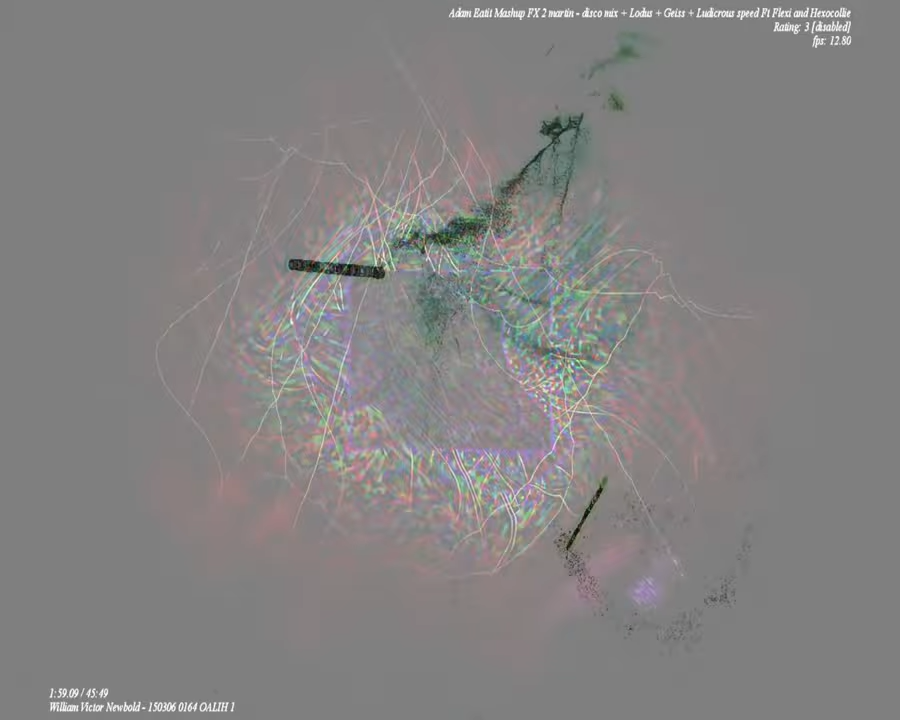 Adam Eatit Mashup FX 2 martin - disco mix + Lodus + Geiss + Ludicrous speed Ft Flexi and Hexocollie
Rating: 3 [disabled]
fps: 12.80
1:59.09 / 45:49
William Victor Newbold - 150306 0164 OALIH 1